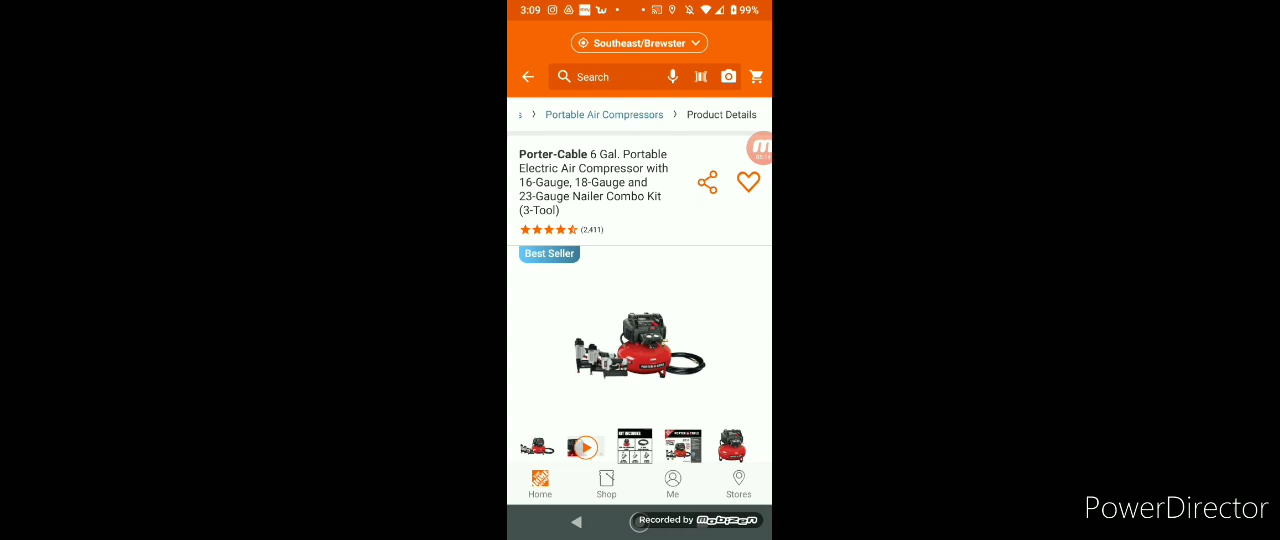 3:09
99%
Southeast/Brewster
Search
s > Portable Air Compressors > Product Details
Porter-Cable 6 Gal. Portable
Electric Air Compressor with
16-Gauge, 18-Gauge and
23-Gauge Nailer Combo Kit
(3-Tool)
(2,411)
Best Seller
Home
Shop
Me
Stores
Recorded by Mobizen
PowerDirector